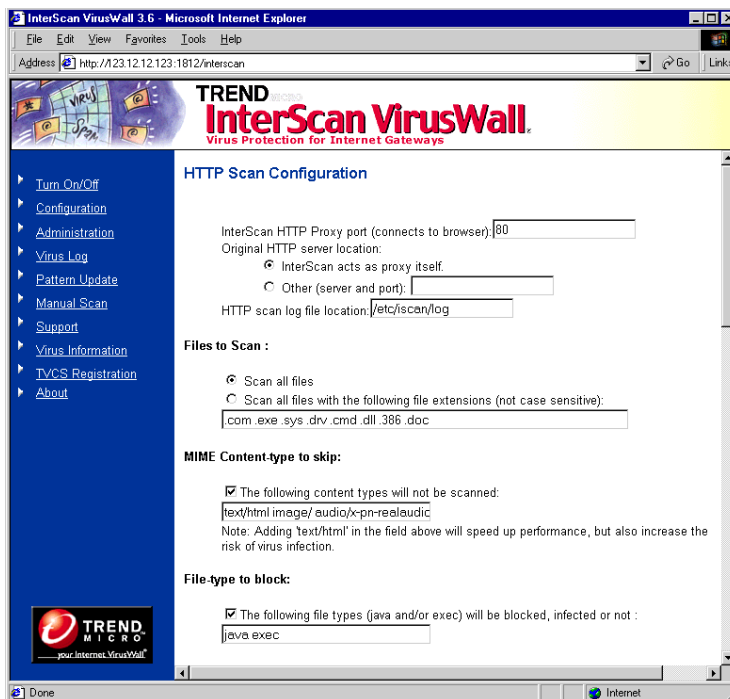 InterScan VirusWall 3.6 - Microsoft Internet Explorer
File Edit View Favorites Tools Help
Address http://123.12.12.123:1812/interscan Go Links
VIRUS
SPAM
TREND MICRO
InterScan VirusWall.
Virus Protection for Internet Gateways
Turn On/Off
Configuration
Administration
Virus Log
Pattern Update
Manual Scan
Support
Virus Information
TVCS Registration
About
TREND MICRO™
your Internet VirusWall®
HTTP Scan Configuration
InterScan HTTP Proxy port (connects to browser): 80
Original HTTP server location:
InterScan acts as proxy itself.
Other (server and port):
HTTP scan log file location: /etc/iscan/log
Files to Scan :
Scan all files
Scan all files with the following file extensions (not case sensitive):
.com .exe .sys .drv .cmd .dll .386 .doc
MIME Content-type to skip:
The following content types will not be scanned:
text/html image/ audio/x-pn-realaudio
Note: Adding 'text/html' in the field above will speed up performance, but also increase the
risk of virus infection.
File-type to block:
The following file types (java and/or exec) will be blocked, infected or not :
java exec
Done Internet